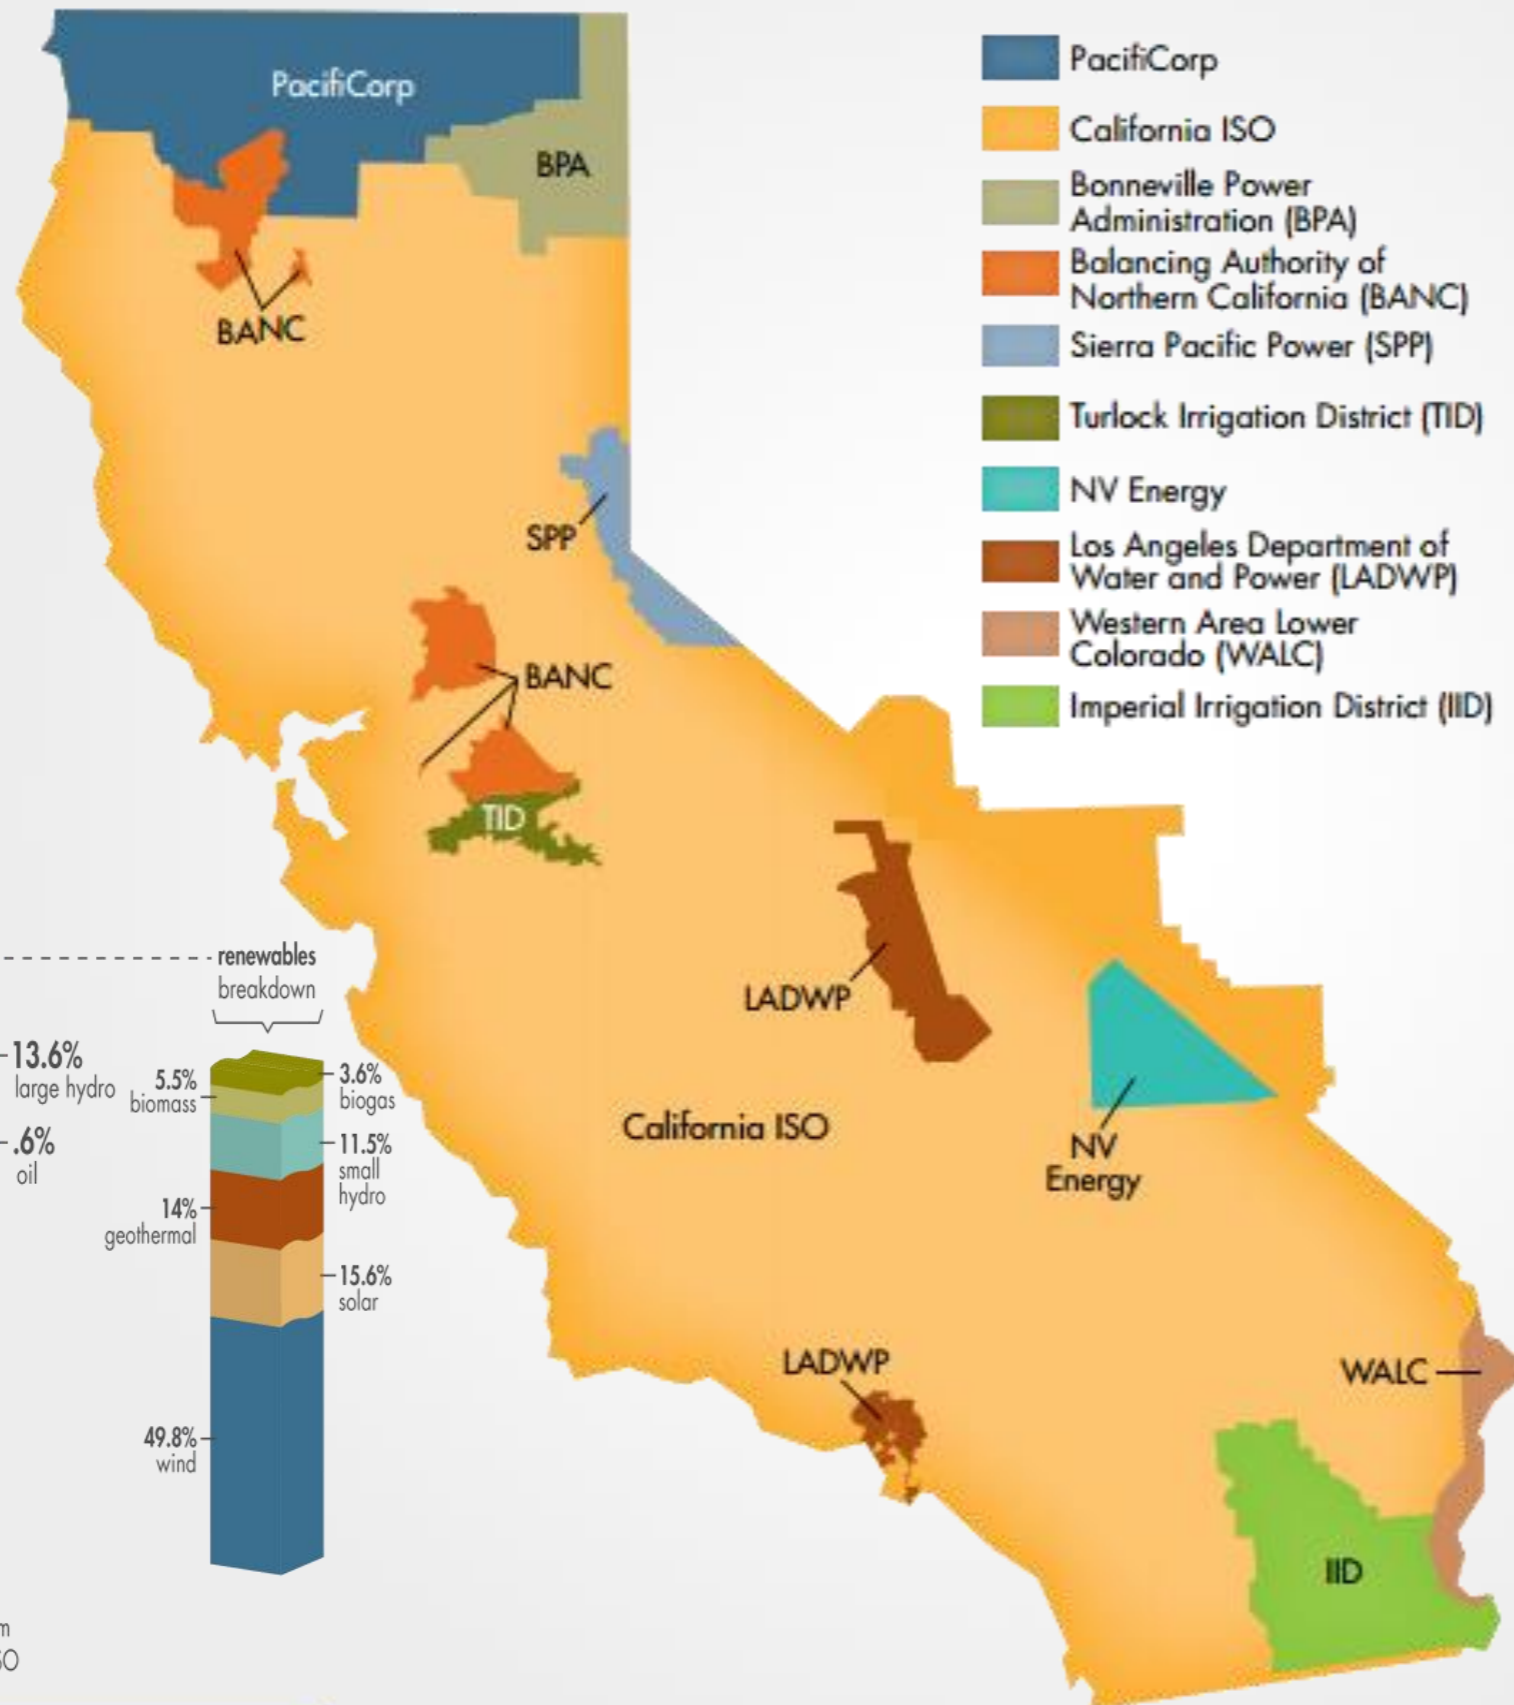 PacifiCorp
BPA
BANC
SPP
BANC
TID
LADWP
California ISO
NV
Energy
LADWP
WALC
IID
PacifiCorp
California ISO
Bonneville Power
Administration (BPA)
Balancing Authority of
Northern California (BANC)
Sierra Pacific Power (SPP)
Turlock Irrigation District (TID)
NV Energy
Los Angeles Department of
Water and Power (LADWP)
Western Area Lower
Colorado (WALC)
Imperial Irrigation District (IID)
renewables
breakdown
13.6%
large hydro
.6%
oil
5.5%
biomass
3.6%
biogas
11.5%
small
hydro
14%
geothermal
15.6%
solar
49.8%
wind